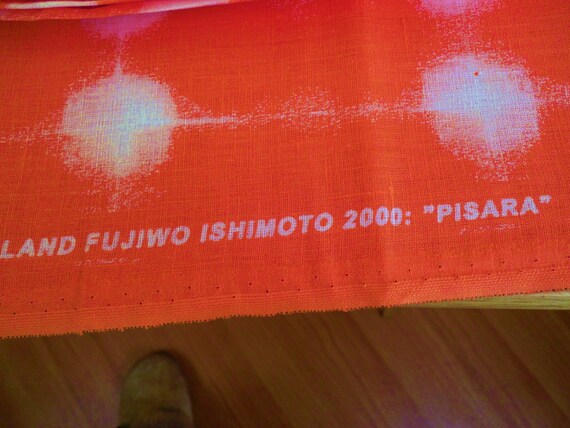 LAND FUJIWO ISHIMOTO 2000: "PISARA"